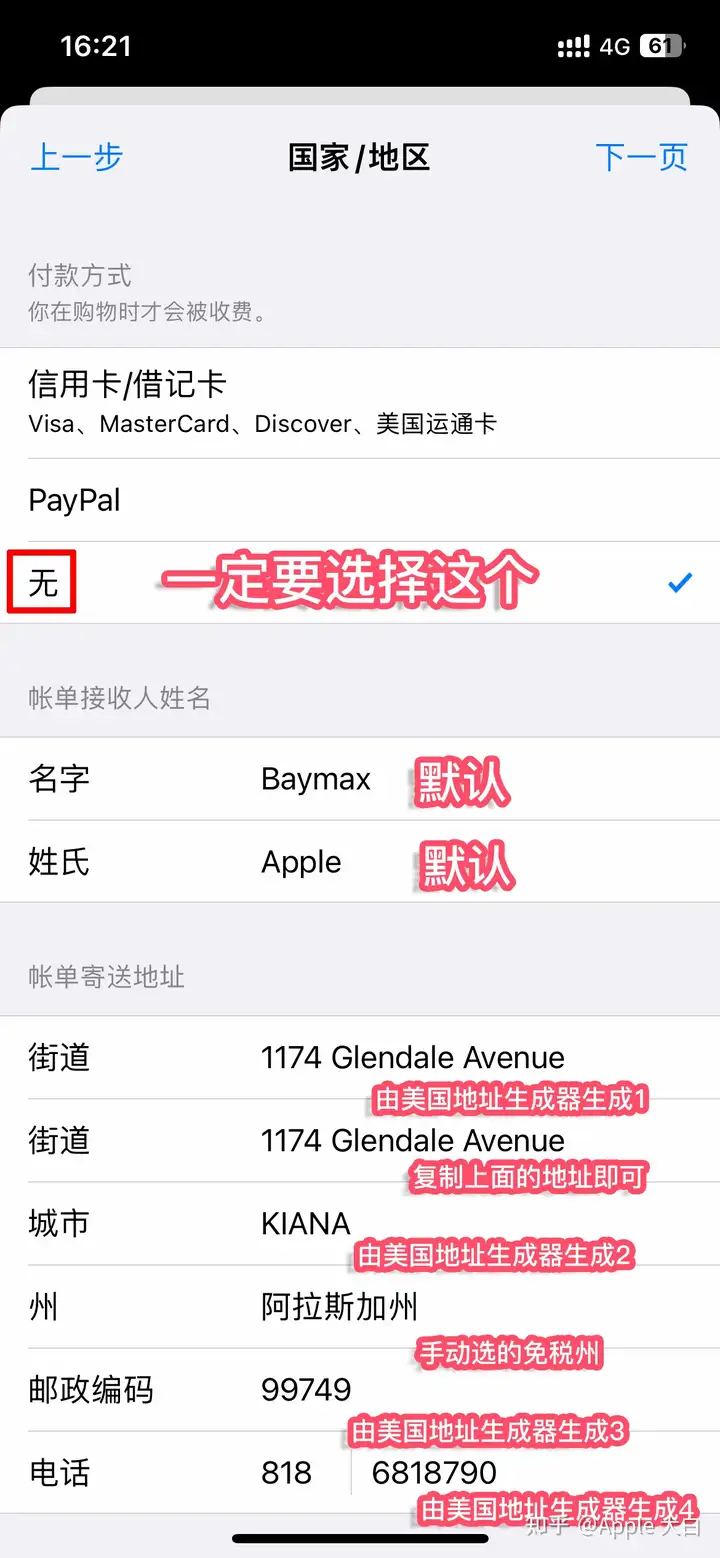 16:21
4G 61
上一步 国家/地区 下一页
付款方式
你在购物时才会被收费。
信用卡/借记卡
Visa、MasterCard、Discover、美国运通卡
PayPal
无 一定要选择这个
帐单接收人姓名
名字 Baymax 默认
姓氏 Apple 默认
帐单寄送地址
街道 1174 Glendale Avenue
由美国地址生成器生成1
街道 1174 Glendale Avenue
复制上面的地址即可
城市 KIANA
由美国地址生成器生成2
州 阿拉斯加州
手动选的免税州
邮政编码 99749
由美国地址生成器生成3
电话 818 6818790
由美国地址生成器生成4
知乎 @Apple大白